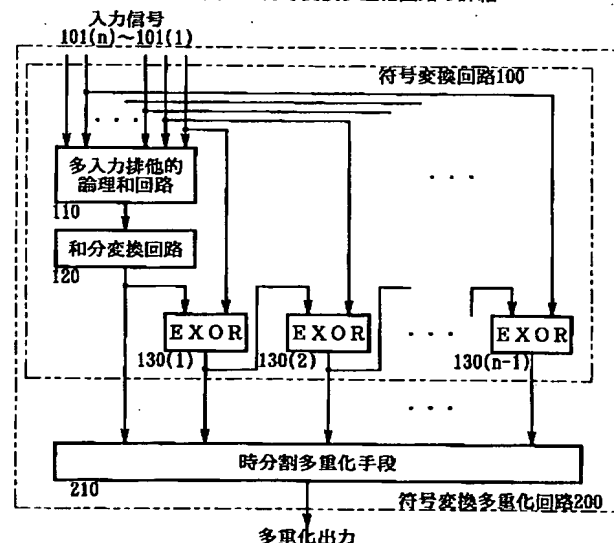 入力信号
101(n)～101(1)
符号変換回路100
・・・
・・・
多入力排他的
論理和回路
110
和分変換回路
120
EXOR
EXOR
・・・
EXOR
130(1)
130(2)
130(n-1)
・・・
時分割多重化手段
210
符号変換多重化回路200
多重化出力